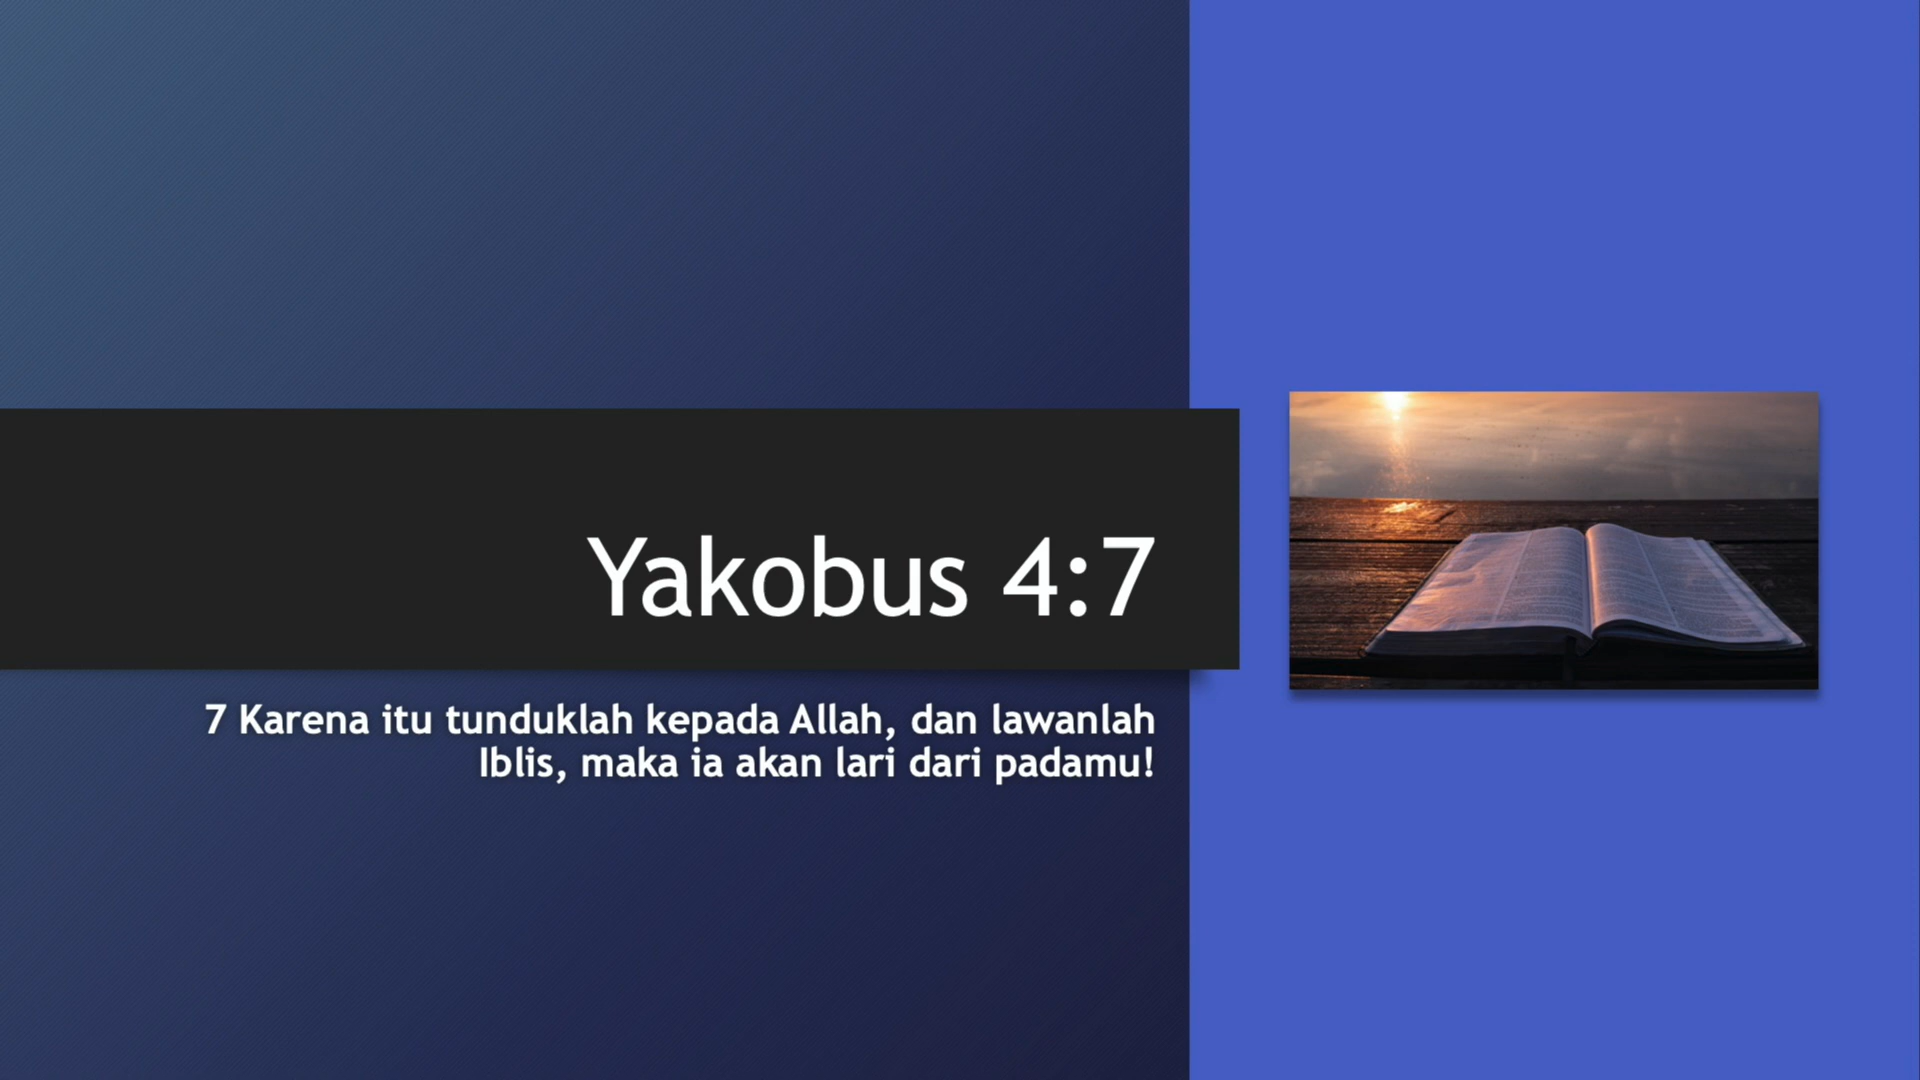 Yakobus 4:7
7 Karena itu tunduklah kepada Allah, dan lawanlah
Iblis, maka ia akan lari dari padamu!